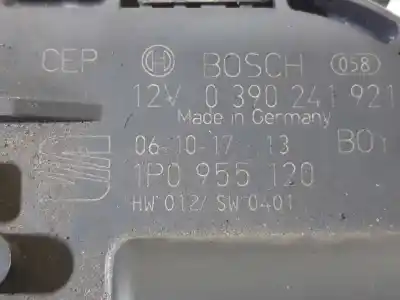 CEP BOSCH 058
12V 0 390 241 921
Made in Germany
06-10-17 13 BOY
1P0 955 120
HW 012/ SW 0401